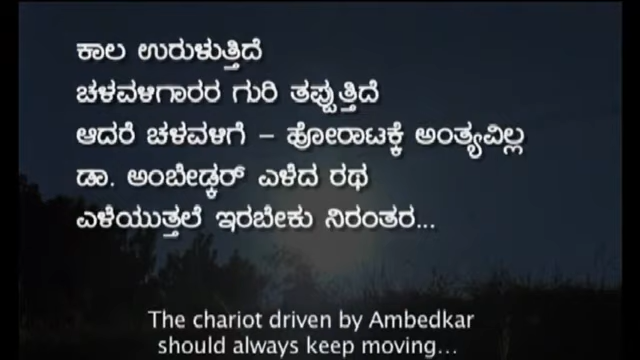 ಕಾಲ ಉರುಳುತ್ತಿದೆ
ಚಳವಳಿಗಾರರ ಗುರಿ ತಪ್ಪುತ್ತಿದೆ
ಆದರೆ ಚಳವಳಿಗೆ – ಹೋರಾಟಕ್ಕೆ ಅಂತ್ಯವಿಲ್ಲ
ಡಾ. ಅಂಬೇಡ್ಕರ್ ಎಳೆದ ರಥ
ಎಳೆಯುತ್ತಲೆ ಇರಬೇಕು ನಿರಂತರ...
The chariot driven by Ambedkar
should always keep moving...